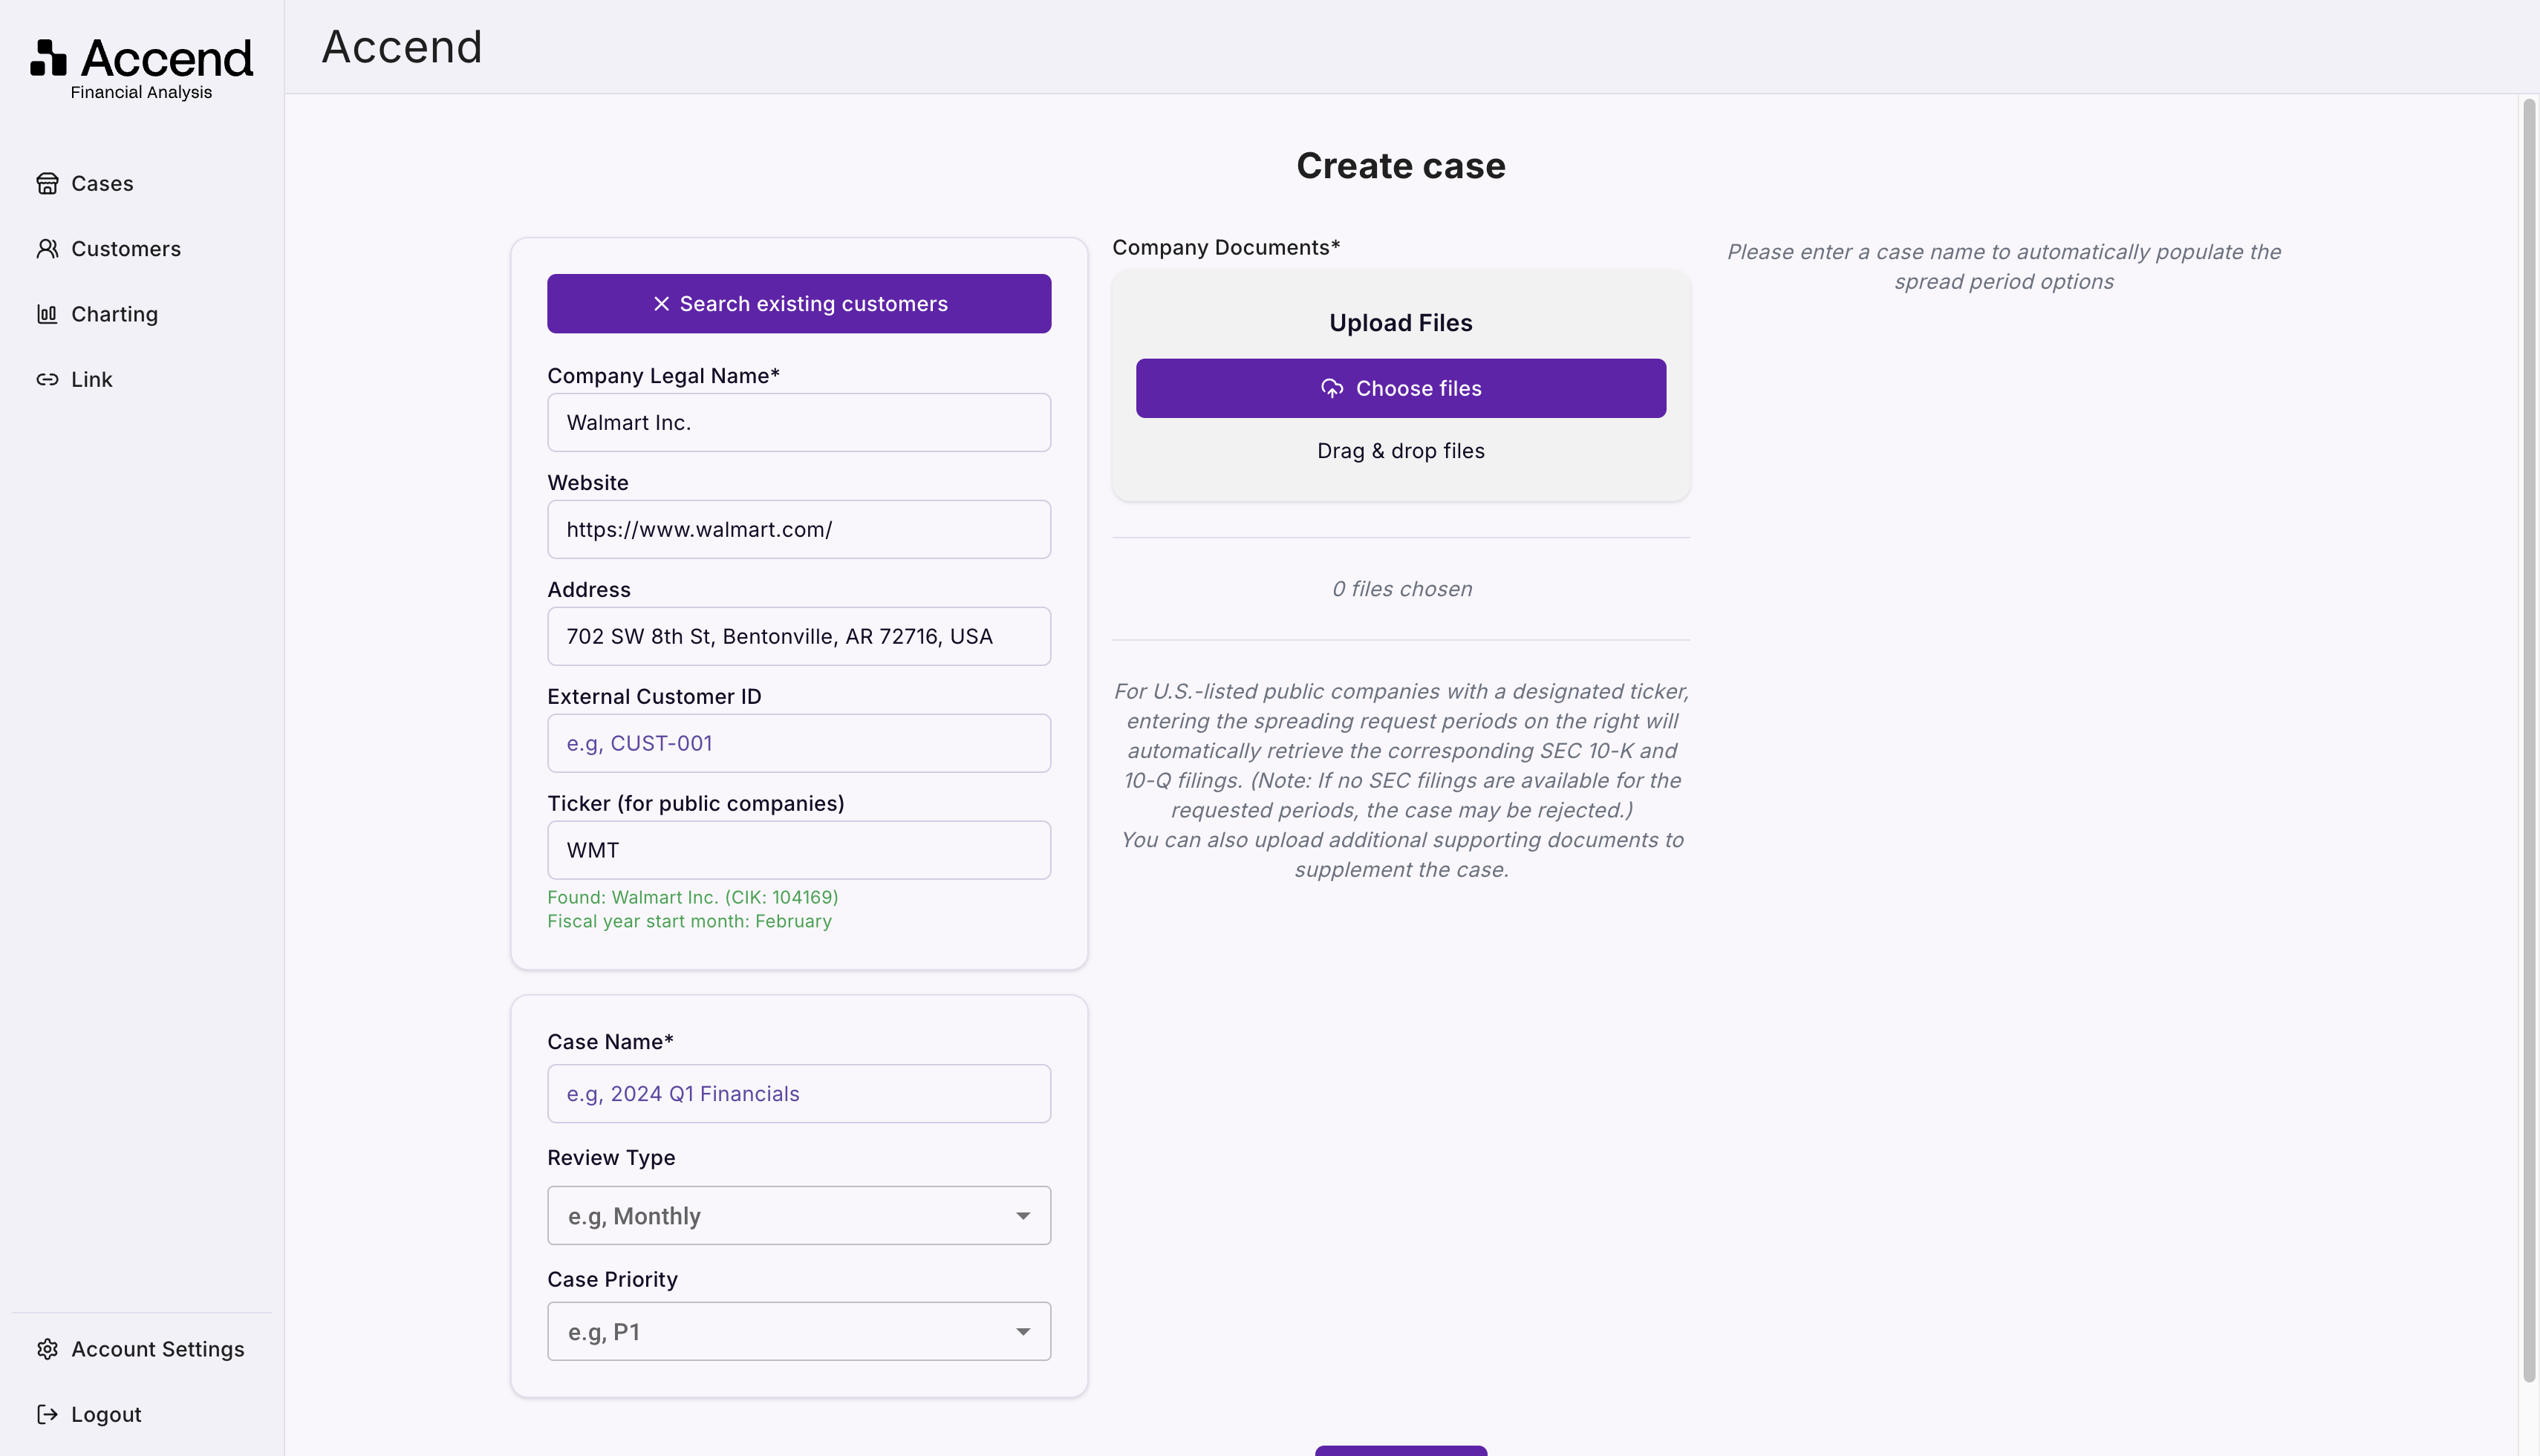 Accend
Financial Analysis
Cases
Customers
Charting
Link
Account Settings
Logout
Accend
Create case
Search existing customers
Company Legal Name*
Walmart Inc.
Website
https://www.walmart.com/
Address
702 SW 8th St, Bentonville, AR 72716, USA
External Customer ID
e.g, CUST-001
Ticker (for public companies)
WMT
Found: Walmart Inc. (CIK: 104169)
Fiscal year start month: February
Case Name*
e.g, 2024 Q1 Financials
Review Type
e.g, Monthly
Case Priority
e.g, P1
Company Documents*
Upload Files
Choose files
Drag & drop files
0 files chosen
For U.S.-listed public companies with a designated ticker,
entering the spreading request periods on the right will
automatically retrieve the corresponding SEC 10-K and
10-Q filings. (Note: If no SEC filings are available for the
requested periods, the case may be rejected.)
You can also upload additional supporting documents to
supplement the case.
Please enter a case name to automatically populate the
spread period options